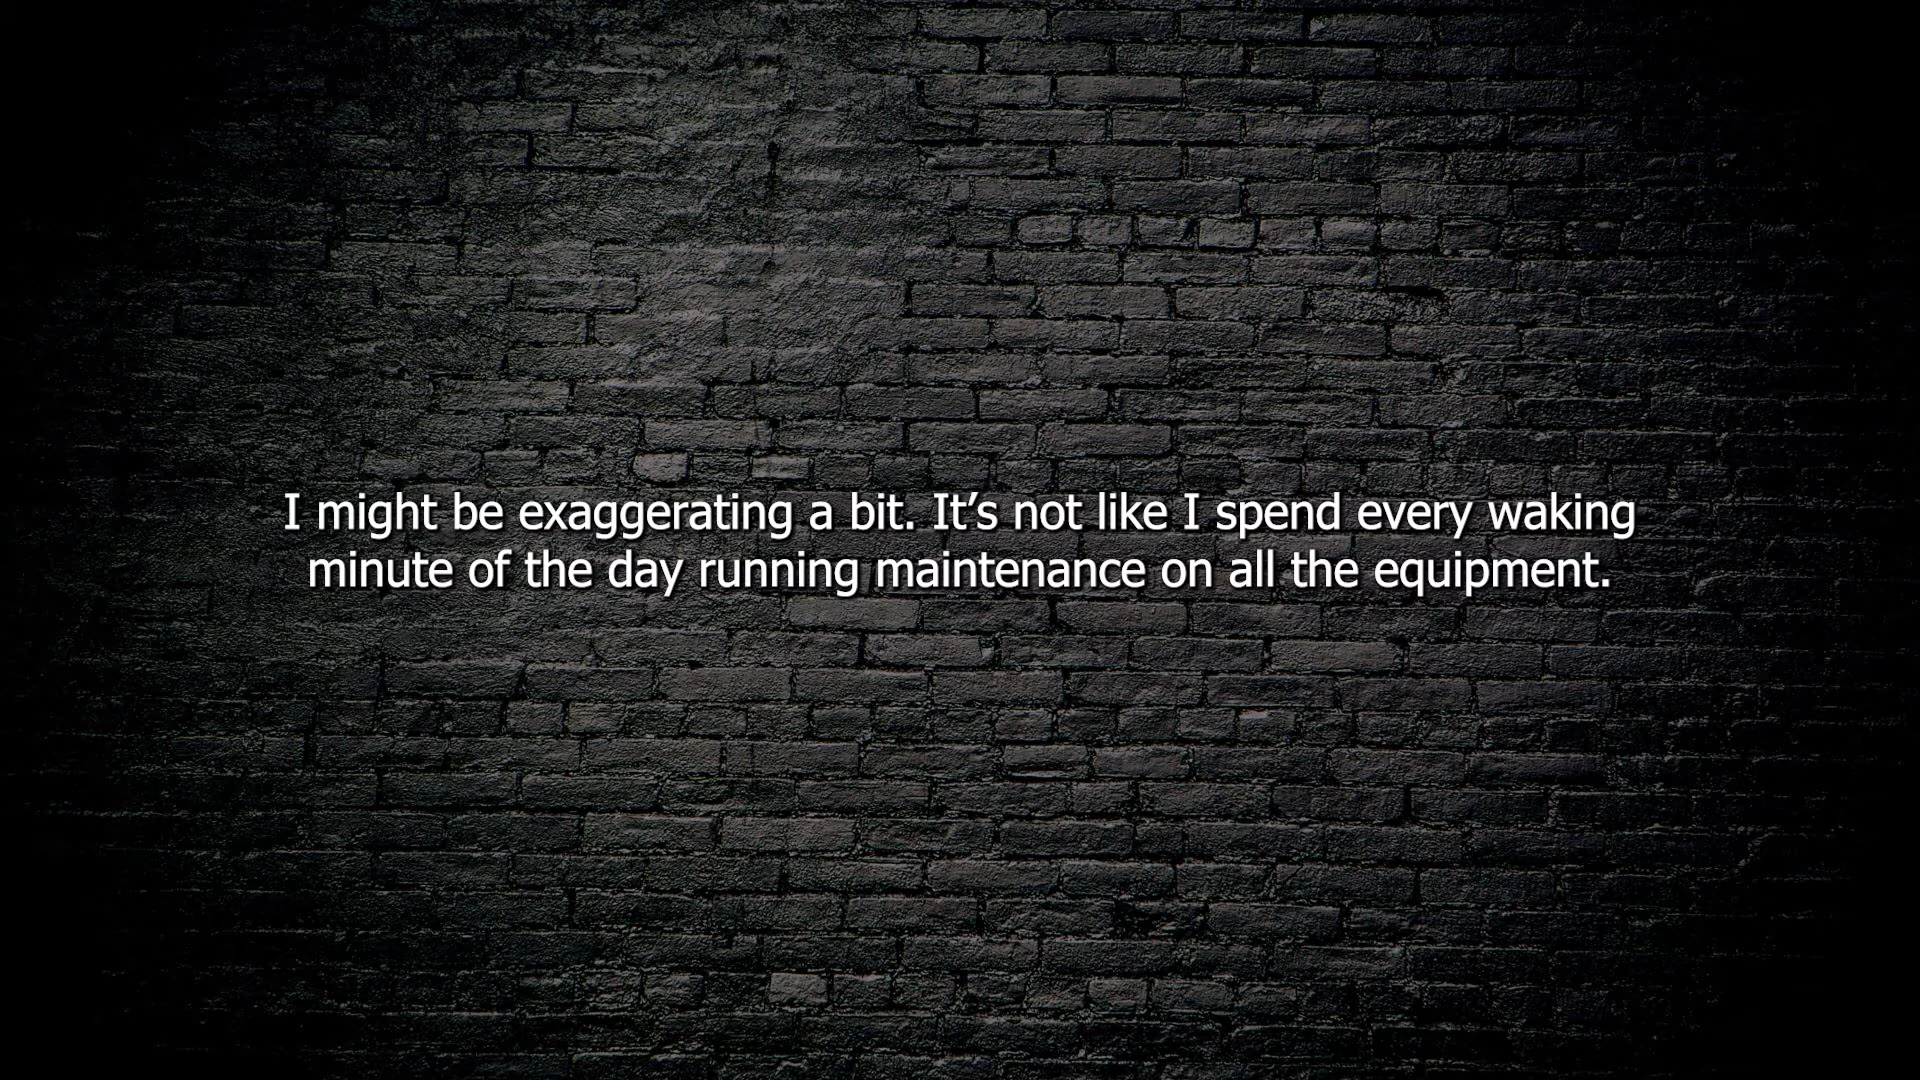 I might be exaggerating a bit. It’s not like I spend every waking
minute of the day running maintenance on all the equipment.